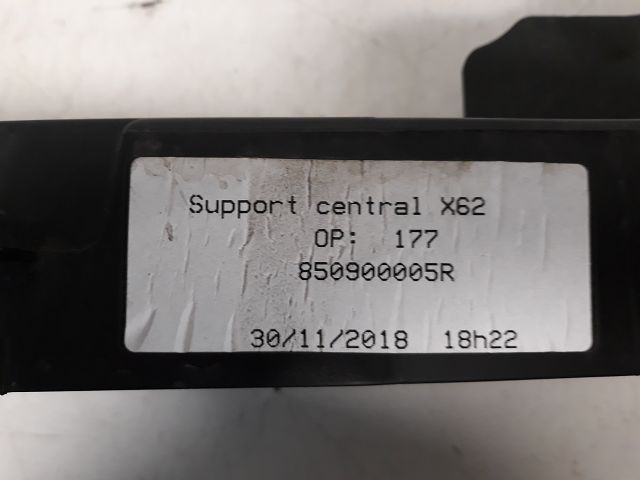 Support central X62
OP: 177
850900005R
30/11/2018 18h22